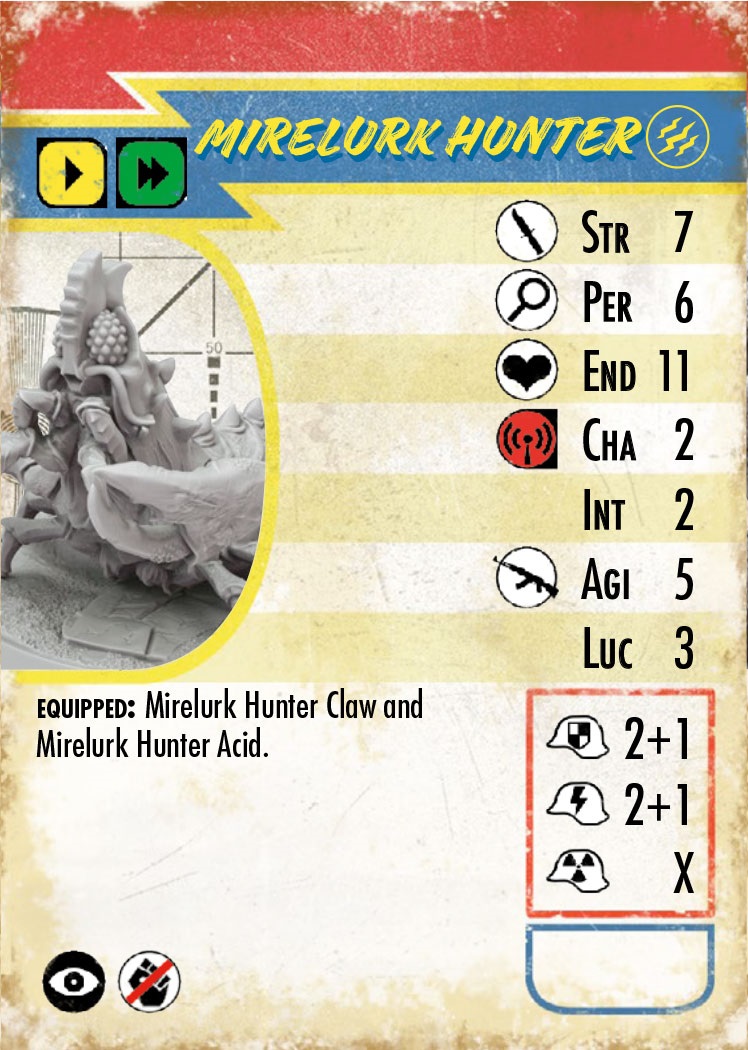 MIRELURK HUNTER
STR 7
PER 6
50
END 11
CHA 2
INT 2
AGI 5
LUC 3
EQUIPPED: Mirelurk Hunter Claw and
Mirelurk Hunter Acid.
2+1
2+1
X